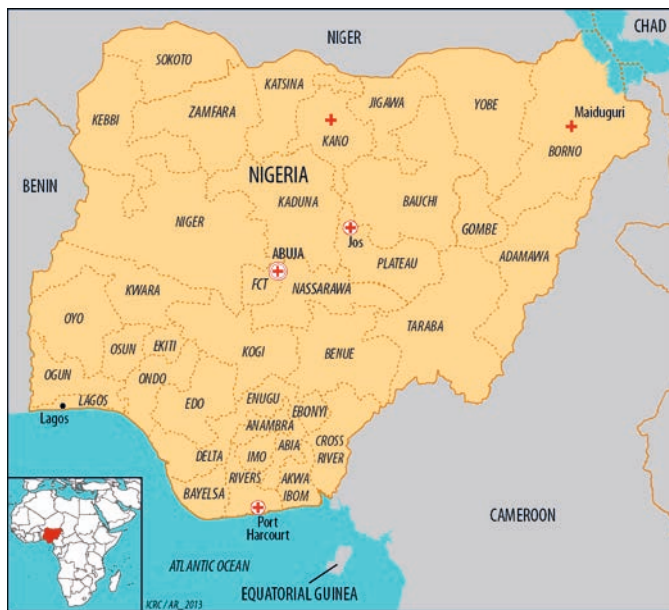 NIGER
CHAD
SOKOTO
KATSINA
JIGAWA
YOBE
Maiduguri
KEBBI
ZAMFARA
KANO
BORNO
BENIN
NIGERIA
KADUNA
BAUCHI
NIGER
GOMBE
Jos
ADAMAWA
ABUJA
PLATEAU
FCT
NASSARAWA
KWARA
OYO
TARABA
OSUN
EKITI
KOGI
BENUE
OGUN
ONDO
LAGOS
EDO
ENUGU
EBONYI
Lagos
ANAMBRA
CROSS
RIVER
DELTA
IMO
ABIA
RIVERS
AKWA
IBOM
BAYELSA
Port
Harcourt
CAMEROON
ATLANTIC OCEAN
EQUATORIAL GUINEA
ICRC / AR_2013